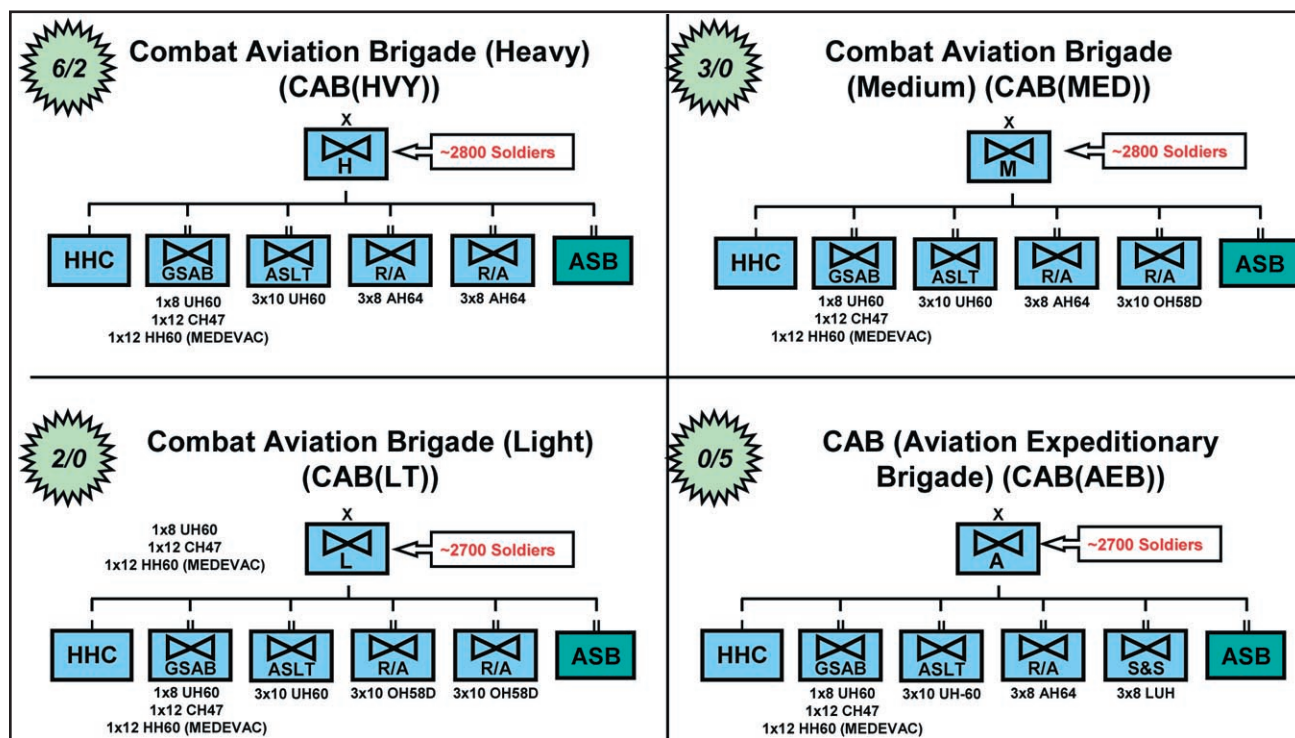 6/2
Combat Aviation Brigade (Heavy)
(CAB(HVY))
X
H
~2800 Soldiers
HHC
GSAB
ASLT
R/A
R/A
ASB
1x8 UH60
1x12 CH47
1x12 HH60 (MEDEVAC)
3x10 UH60
3x8 AH64
3x8 AH64
3/0
Combat Aviation Brigade
(Medium) (CAB(MED))
X
M
~2800 Soldiers
HHC
GSAB
ASLT
R/A
R/A
ASB
1x8 UH60
1x12 CH47
1x12 HH60 (MEDEVAC)
3x10 UH60
3x8 AH64
3x10 OH58D
2/0
Combat Aviation Brigade (Light)
(CAB(LT))
1x8 UH60
1x12 CH47
1x12 HH60 (MEDEVAC)
X
L
~2700 Soldiers
HHC
GSAB
ASLT
R/A
R/A
ASB
1x8 UH60
1x12 CH47
1x12 HH60 (MEDEVAC)
3x10 UH60
3x10 OH58D
3x10 OH58D
0/5
CAB (Aviation Expeditionary
Brigade) (CAB(AEB))
X
A
~2700 Soldiers
HHC
GSAB
ASLT
R/A
S&S
ASB
1x8 UH60
1x12 CH47
1x12 HH60 (MEDEVAC)
3x10 UH-60
3x8 AH64
3x8 LUH